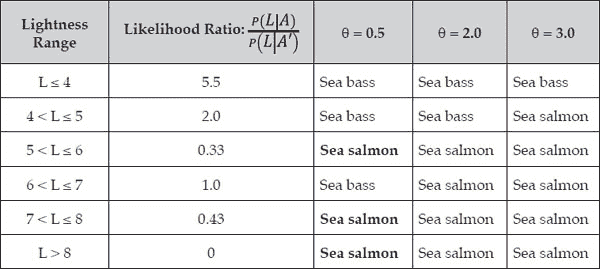 Lightness Range | Likelihood Ratio: P(L|A) / P(L|A′) | θ = 0.5 | θ = 2.0 | θ = 3.0
L ≤ 4 | 5.5 | Sea bass | Sea bass | Sea bass
4 < L ≤ 5 | 2.0 | Sea bass | Sea bass | Sea salmon
5 < L ≤ 6 | 0.33 | Sea salmon | Sea salmon | Sea salmon
6 < L ≤ 7 | 1.0 | Sea bass | Sea salmon | Sea salmon
7 < L ≤ 8 | 0.43 | Sea salmon | Sea salmon | Sea salmon
L > 8 | 0 | Sea salmon | Sea salmon | Sea salmon